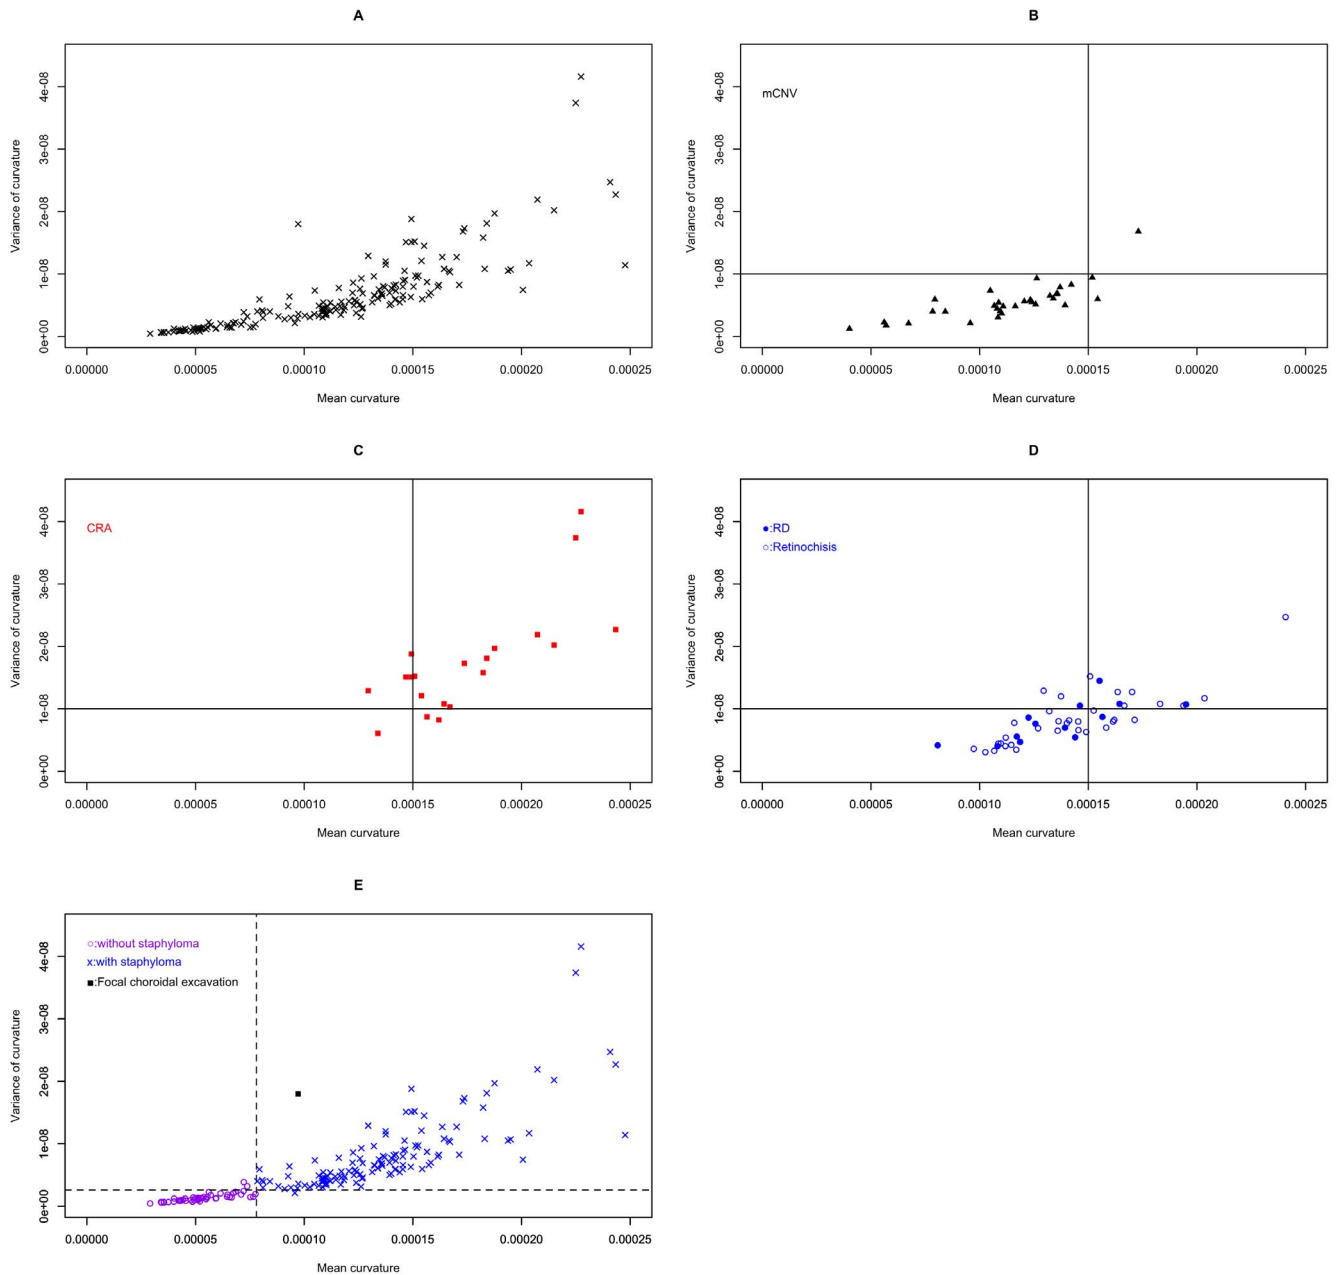 A
Variance of curvature
0e+00 1e-08 2e-08 3e-08 4e-08
0.00000 0.00005 0.00010 0.00015 0.00020 0.00025
Mean curvature
B
mCNV
Variance of curvature
0e+00 1e-08 2e-08 3e-08 4e-08
0.00000 0.00005 0.00010 0.00015 0.00020 0.00025
Mean curvature
C
CRA
Variance of curvature
0e+00 1e-08 2e-08 3e-08 4e-08
0.00000 0.00005 0.00010 0.00015 0.00020 0.00025
Mean curvature
D
:RD
:Retinochisis
Variance of curvature
0e+00 1e-08 2e-08 3e-08 4e-08
0.00000 0.00005 0.00010 0.00015 0.00020 0.00025
Mean curvature
E
:without staphyloma
x:with staphyloma
:Focal choroidal excavation
Variance of curvature
0e+00 1e-08 2e-08 3e-08 4e-08
0.00000 0.00005 0.00010 0.00015 0.00020 0.00025
Mean curvature